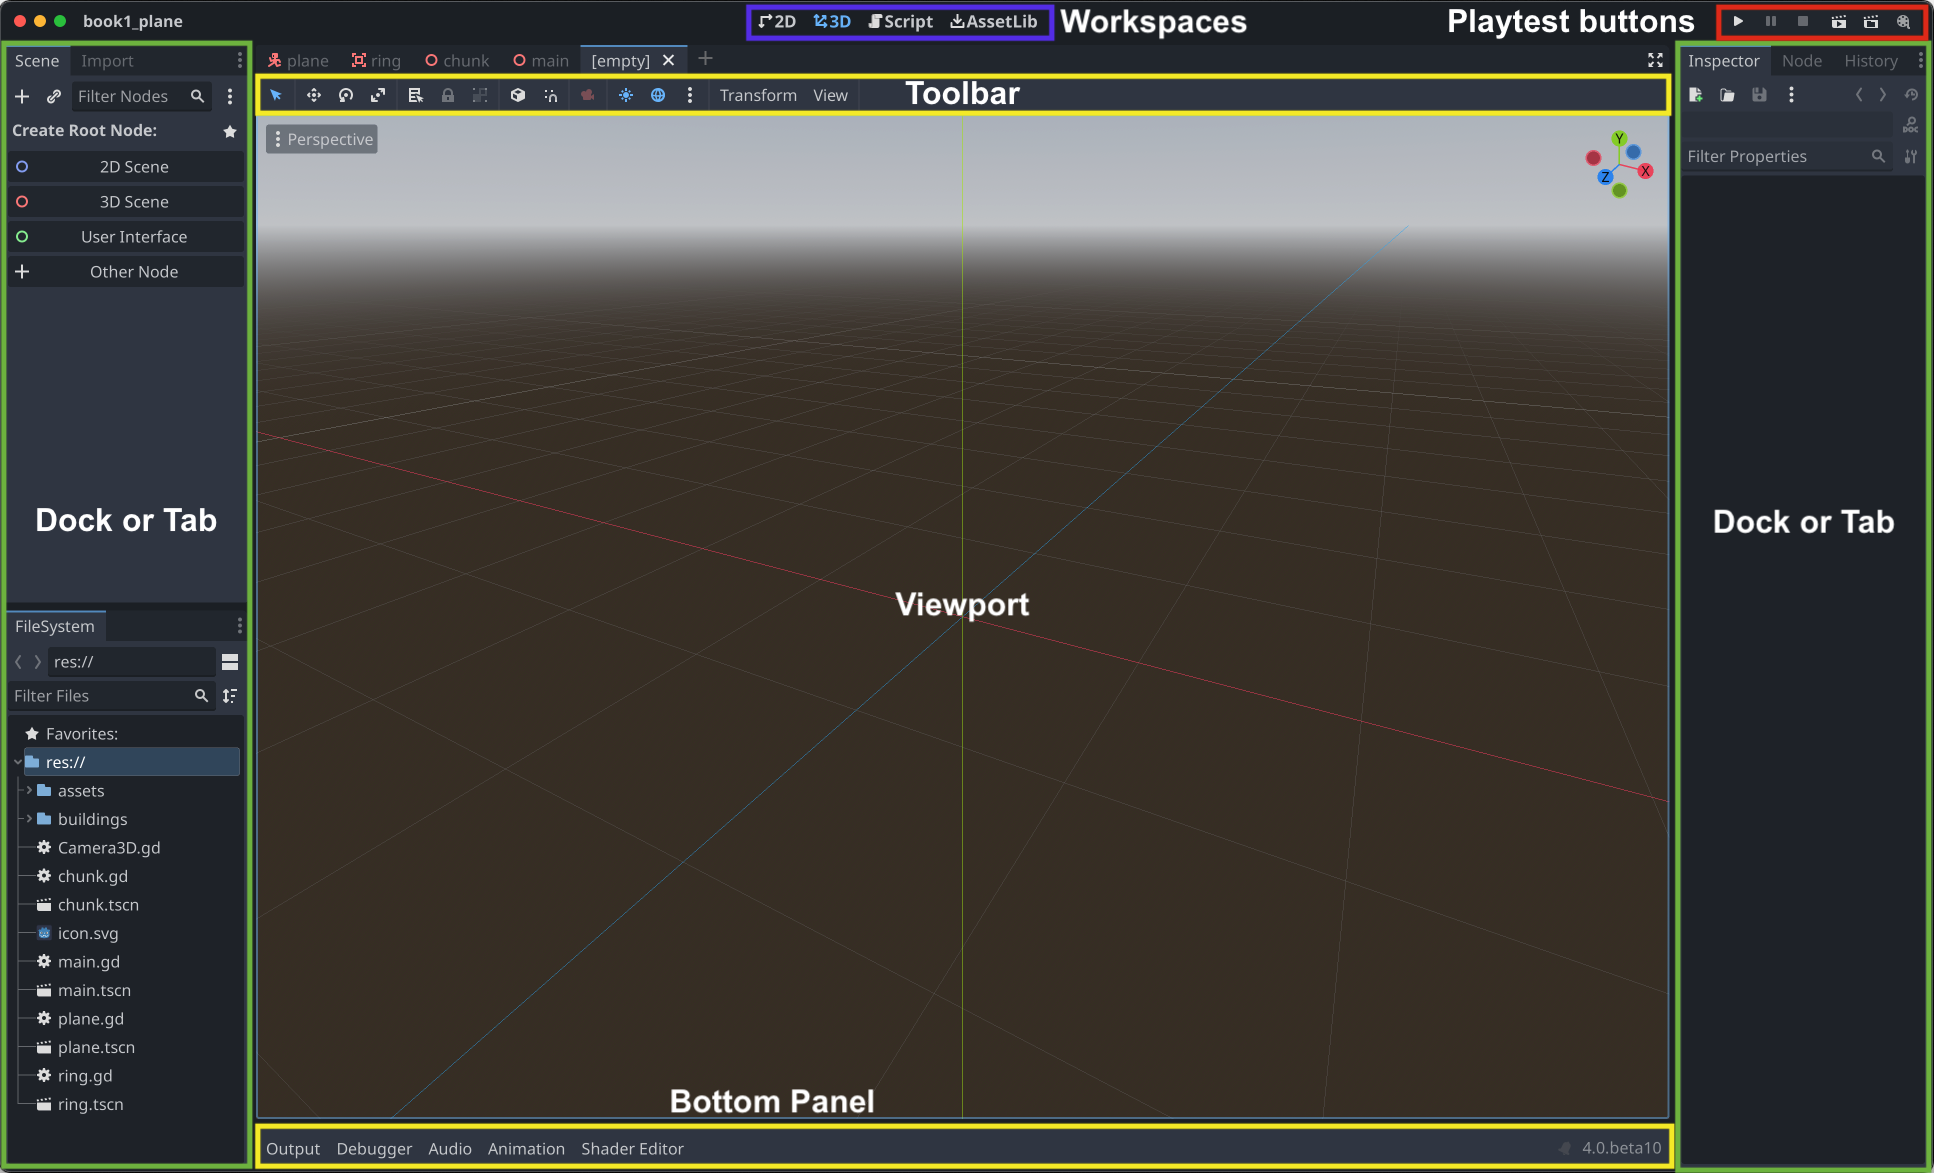 book1_plane
2D 3D Script AssetLib
Workspaces
Playtest buttons
Scene Import
Filter Nodes
Create Root Node:
2D Scene
3D Scene
User Interface
Other Node
Dock or Tab
FileSystem
res://
Filter Files
Favorites:
res://
assets
buildings
Camera3D.gd
chunk.gd
chunk.tscn
icon.svg
main.gd
main.tscn
plane.gd
plane.tscn
ring.gd
ring.tscn
plane ring chunk main [empty]
Transform View
Toolbar
Perspective
Y
X
Z
Viewport
Bottom Panel
Output Debugger Audio Animation Shader Editor
4.0.beta10
Inspector Node History
DOC
Filter Properties
Dock or Tab